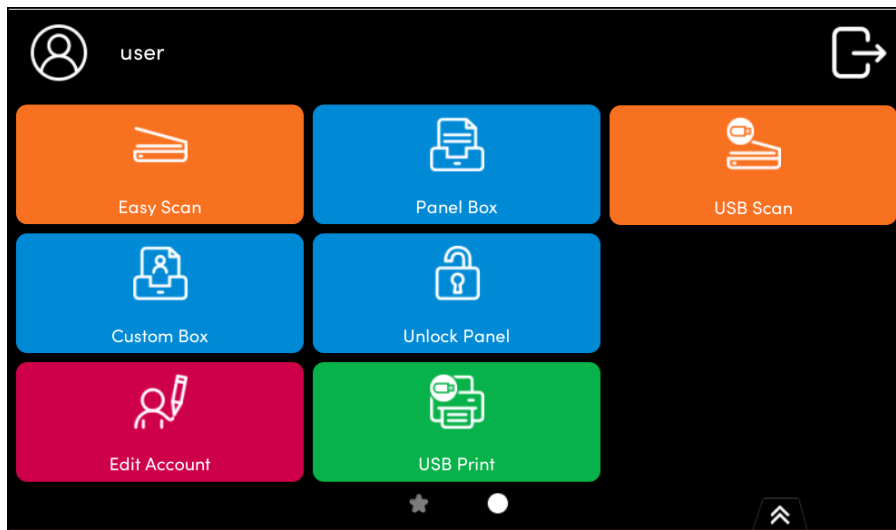 user
Easy Scan
Panel Box
USB Scan
Custom Box
Unlock Panel
Edit Account
USB Print